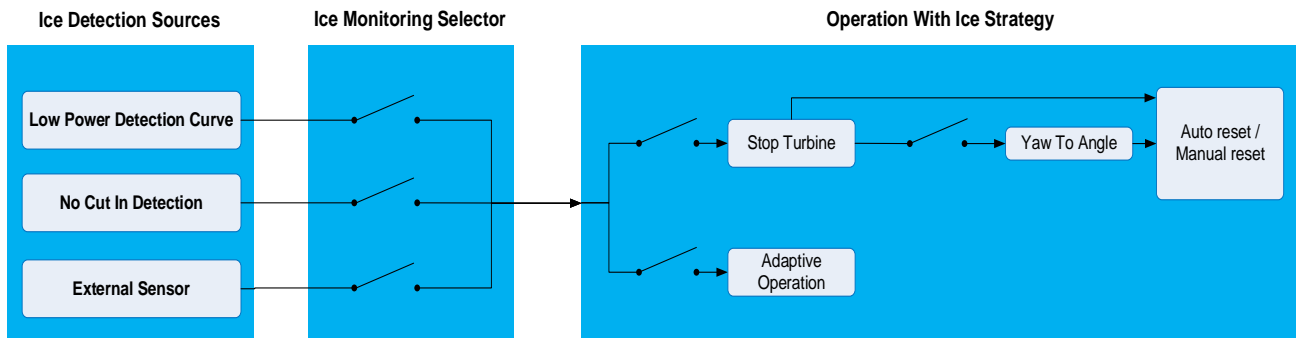 Ice Detection Sources
Ice Monitoring Selector
Operation With Ice Strategy
Low Power Detection Curve
No Cut In Detection
External Sensor
Stop Turbine
Yaw To Angle
Auto reset /
Manual reset
Adaptive
Operation